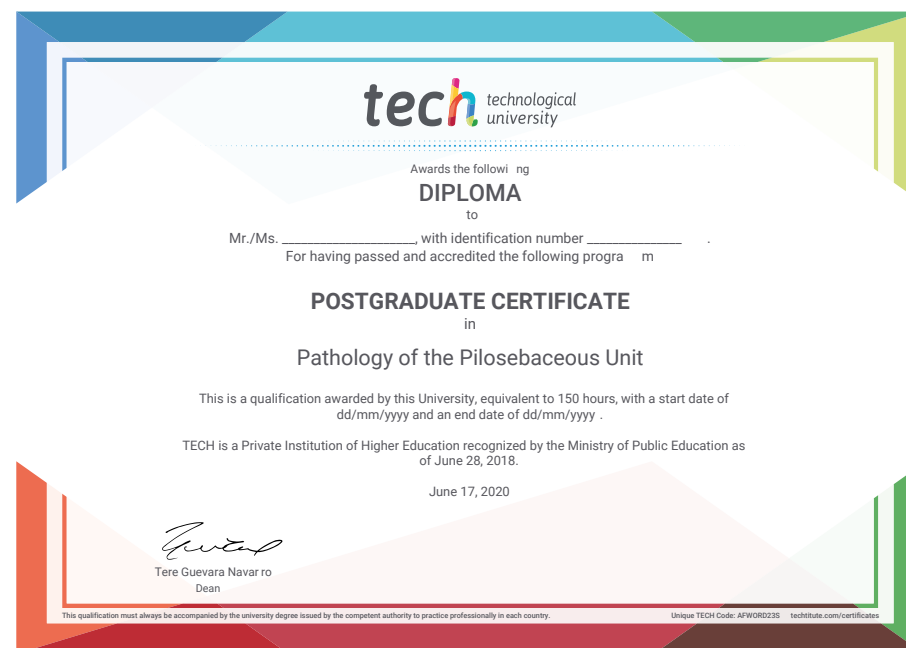 tech technological
university
Awards the followi ng
DIPLOMA
to
Mr./Ms. _____________________, with identification number _______________ .
For having passed and accredited the following progra m
POSTGRADUATE CERTIFICATE
in
Pathology of the Pilosebaceous Unit
This is a qualification awarded by this University, equivalent to 150 hours, with a start date of
dd/mm/yyyy and an end date of dd/mm/yyyy .
TECH is a Private Institution of Higher Education recognized by the Ministry of Public Education as
of June 28, 2018.
June 17, 2020
Tere Guevara Navar ro
Dean
This qualification must always be accompanied by the university degree issued by the competent authority to practice professionally in each country. Unique TECH Code: AFWORD23S techtitute.com/certificates